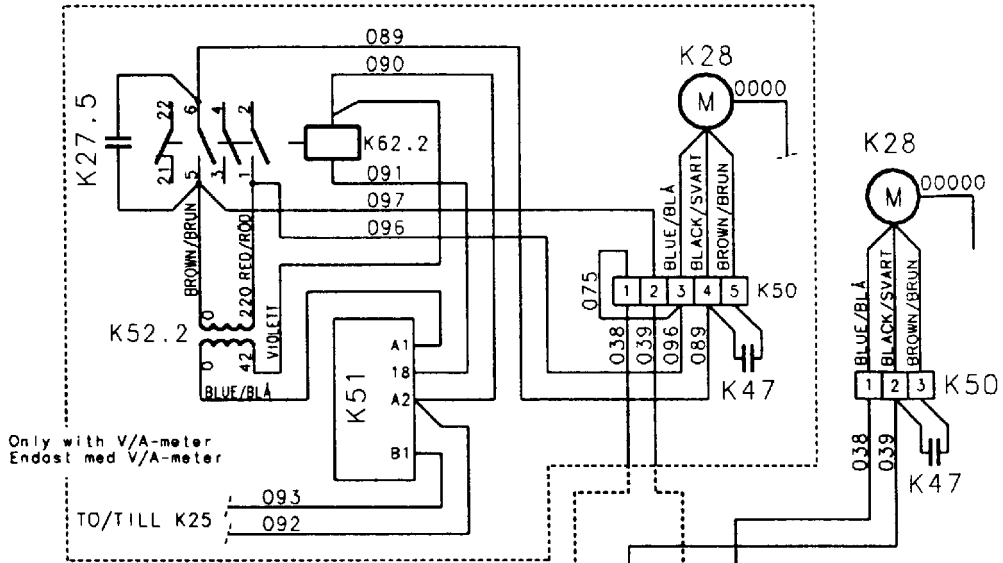 089
090
K28
M
0000
K27.5
22
6
4
2
K62.2
21
5
3
1
091
097
096
K28
M
00000
BROWN/BRUN
220 RED/RÖD
VIOLETT
BLUE/BLÅ
BLACK/SVART
BROWN/BRUN
075
1 2 3 4 5
K50
038
039
096
089
K47
0
K52.2
0
42
BLUE/BLÅ
K51
A1
18
A2
B1
BLUE/BLÅ
BLACK/SVART
BROWN/BRUN
1 2 3
K50
038
039
K47
Only with V/A-meter
Endast med V/A-meter
TO/TILL K25
093
092